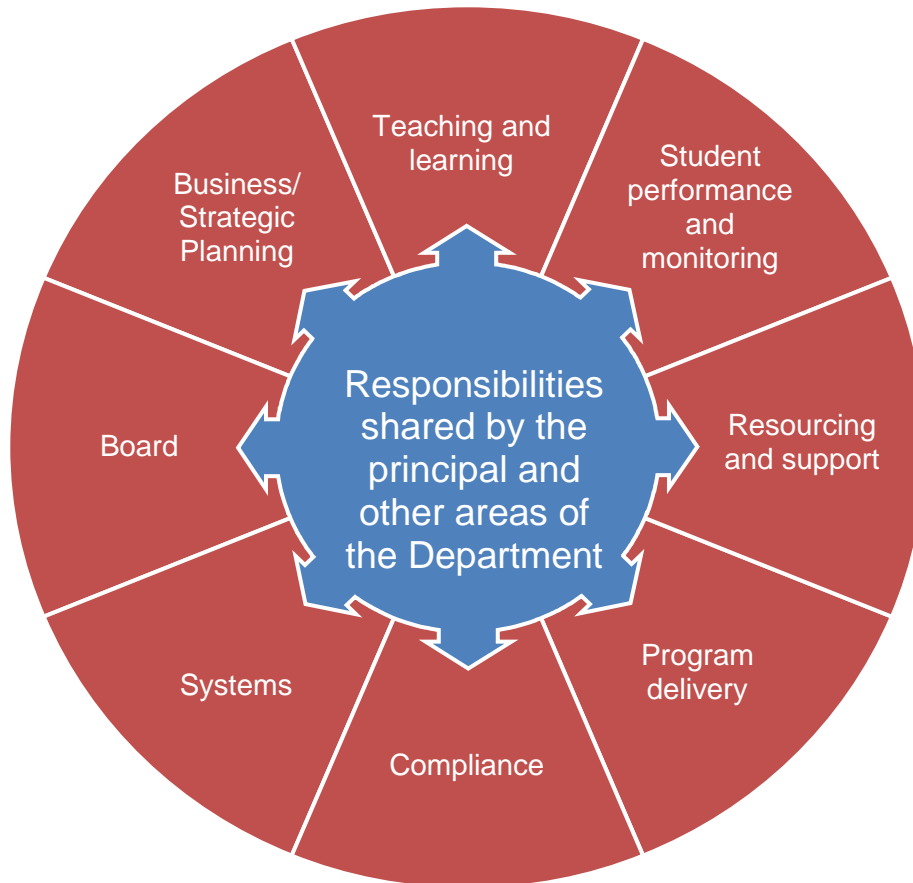 Teaching and
learning
Student
performance
and
monitoring
Resourcing
and support
Program
delivery
Compliance
Systems
Board
Business/
Strategic
Planning
Responsibilities
shared by the
principal and
other areas of
the Department